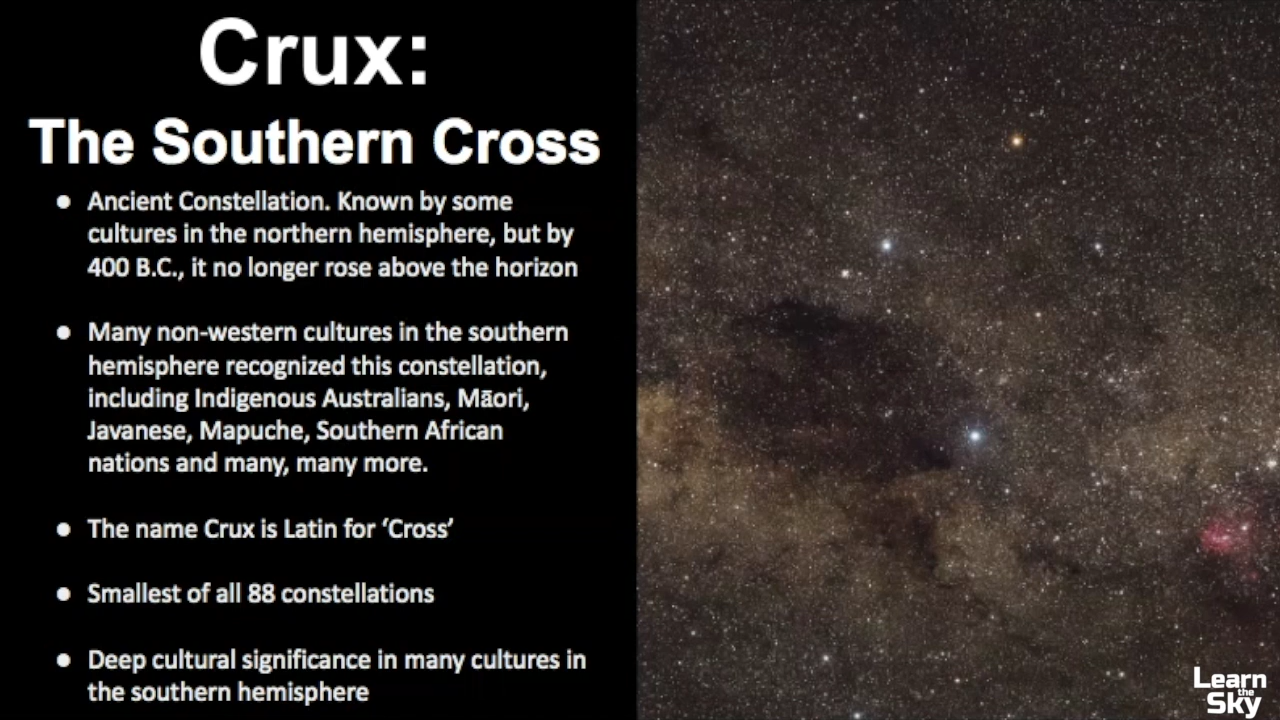 Crux:
The Southern Cross
● Ancient Constellation. Known by some
cultures in the northern hemisphere, but by
400 B.C., it no longer rose above the horizon
● Many non-western cultures in the southern
hemisphere recognized this constellation,
including Indigenous Australians, Māori,
Javanese, Mapuche, Southern African
nations and many, many more.
● The name Crux is Latin for ‘Cross’
● Smallest of all 88 constellations
● Deep cultural significance in many cultures in
the southern hemisphere
Learn
the
Sky